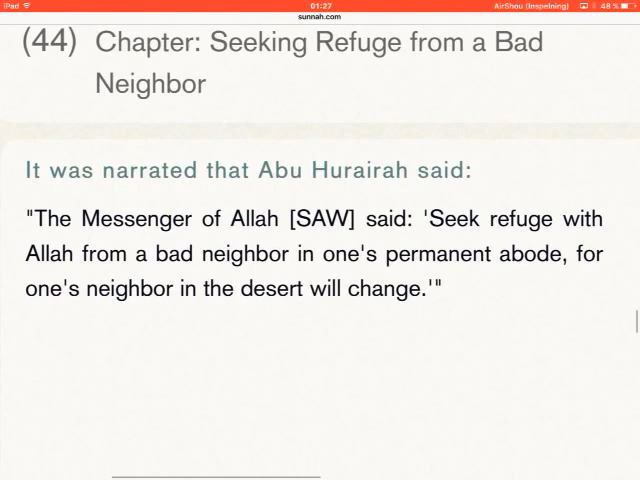 iPad 01:27 AirShou (Inspelning) 48 %
sunnah.com
(44) Chapter: Seeking Refuge from a Bad
Neighbor
It was narrated that Abu Hurairah said:
"The Messenger of Allah [SAW] said: 'Seek refuge with
Allah from a bad neighbor in one's permanent abode, for
one's neighbor in the desert will change.'"